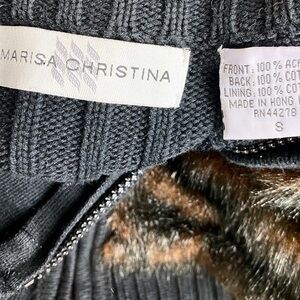 MARISA CHRISTINA
FRONT: 100% AC
BACK: 100% COT
LINING: 100% COT
MADE IN HONG
RN44278
S